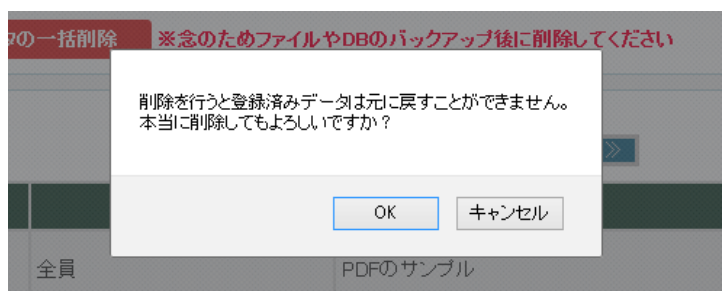 タの一括削除 ※念のためファイルやDBのバックアップ後に削除してください
削除を行うと登録済みデータは元に戻すことができません。
本当に削除してもよろしいですか？
≫
OK キャンセル
全員 PDFのサンプル